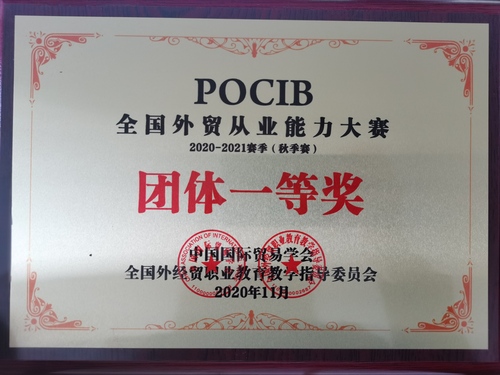 POCIB
全国外贸从业能力大赛
2020-2021赛季（秋季赛）
团体一等奖
中国国际贸易学会
全国外经贸职业教育教学指导委员会
2020年11月